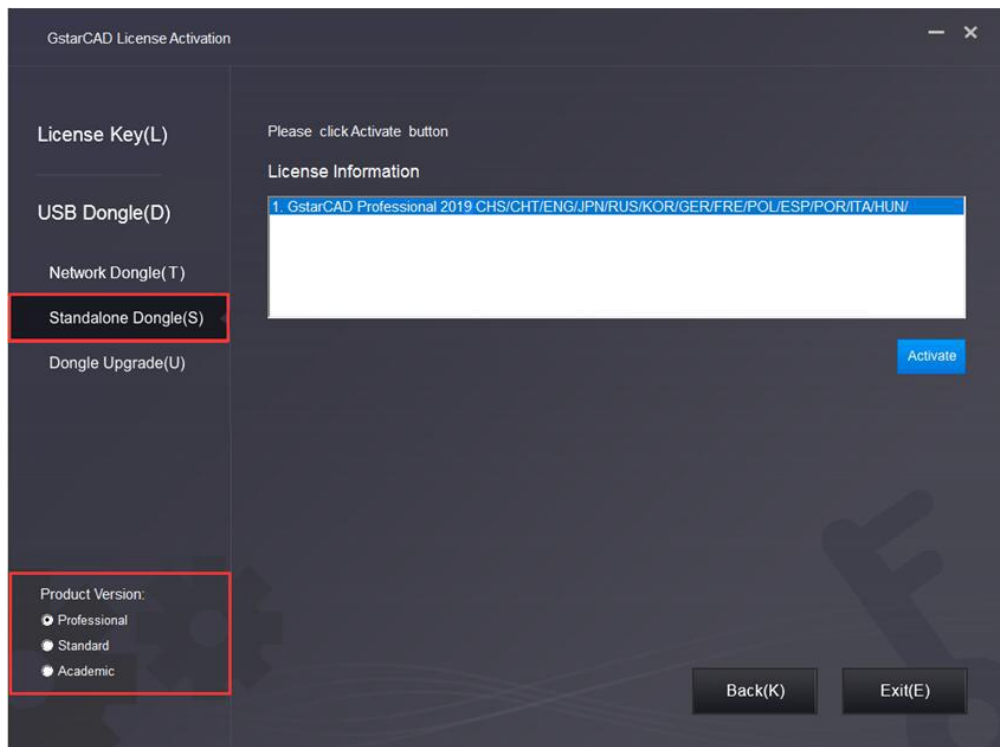 GstarCAD License Activation
License Key(L)
USB Dongle(D)
Network Dongle(T)
Standalone Dongle(S)
Dongle Upgrade(U)
Product Version:
Professional
Standard
Academic
Please click Activate button
License Information
1. GstarCAD Professional 2019 CHS/CHT/ENG/JPN/RUS/KOR/GER/FRE/POL/ESP/POR/ITA/HUN/
Activate
Back(K)
Exit(E)